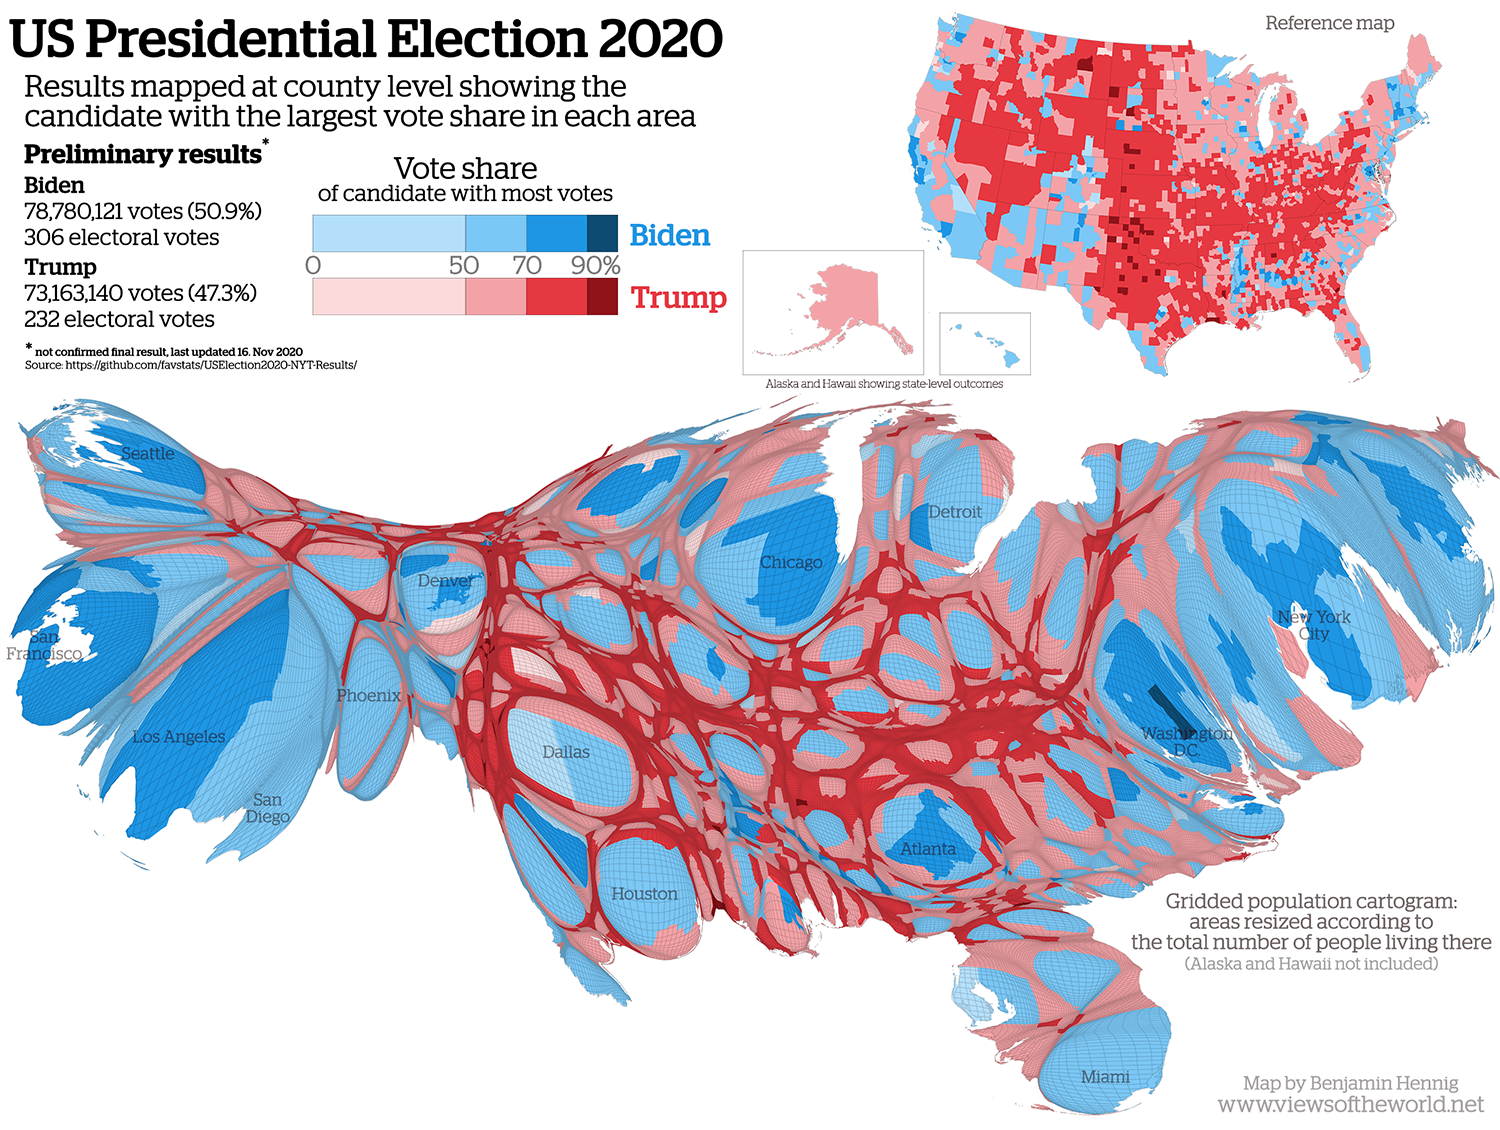 US Presidential Election 2020
Results mapped at county level showing the
candidate with the largest vote share in each area
Preliminary results*
Biden
78,780,121 votes (50.9%)
306 electoral votes
Trump
73,163,140 votes (47.3%)
232 electoral votes
* not confirmed final result, last updated 16. Nov 2020
Source: https://github.com/favstats/USElection2020-NYT-Results/
Vote share
of candidate with most votes
Biden
0 50 70 90%
Trump
Reference map
Alaska and Hawaii showing state-level outcomes
Seattle
Detroit
Chicago
Denver
New York
City
San
Francisco
Phoenix
Los Angeles
Washington
DC
Dallas
San
Diego
Atlanta
Houston
Miami
Gridded population cartogram:
areas resized according to
the total number of people living there
(Alaska and Hawaii not included)
Map by Benjamin Hennig
www.viewsoftheworld.net